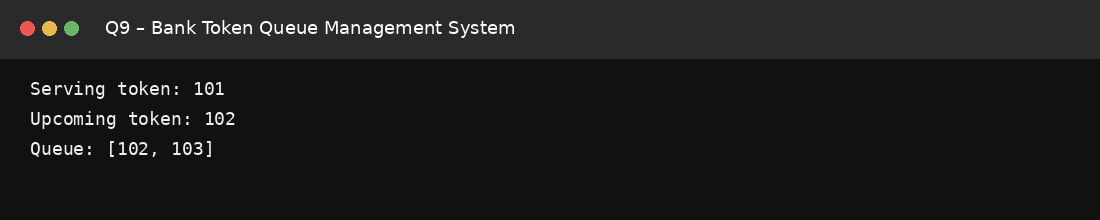 Q9 – Bank Token Queue Management System
Serving token: 101
Upcoming token: 102
Queue: [102, 103]